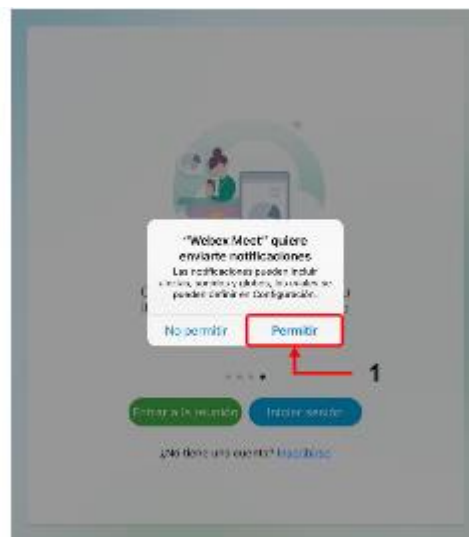 "Webex Meet" quiere
enviarte notificaciones
Las notificaciones pueden incluir
alertas, sonidos y globos, los cuales se
pueden definir en Configuración.
No permitir
Permitir
1
Entrar a la reunión
Iniciar sesión
¿No tiene una cuenta? Inscribirse